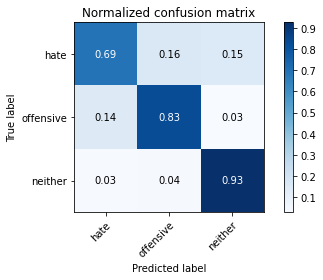 Normalized confusion matrix
True label
hate 0.69 0.16 0.15
offensive 0.14 0.83 0.03
neither 0.03 0.04 0.93
hate offensive neither
Predicted label
0.9
0.8
0.7
0.6
0.5
0.4
0.3
0.2
0.1